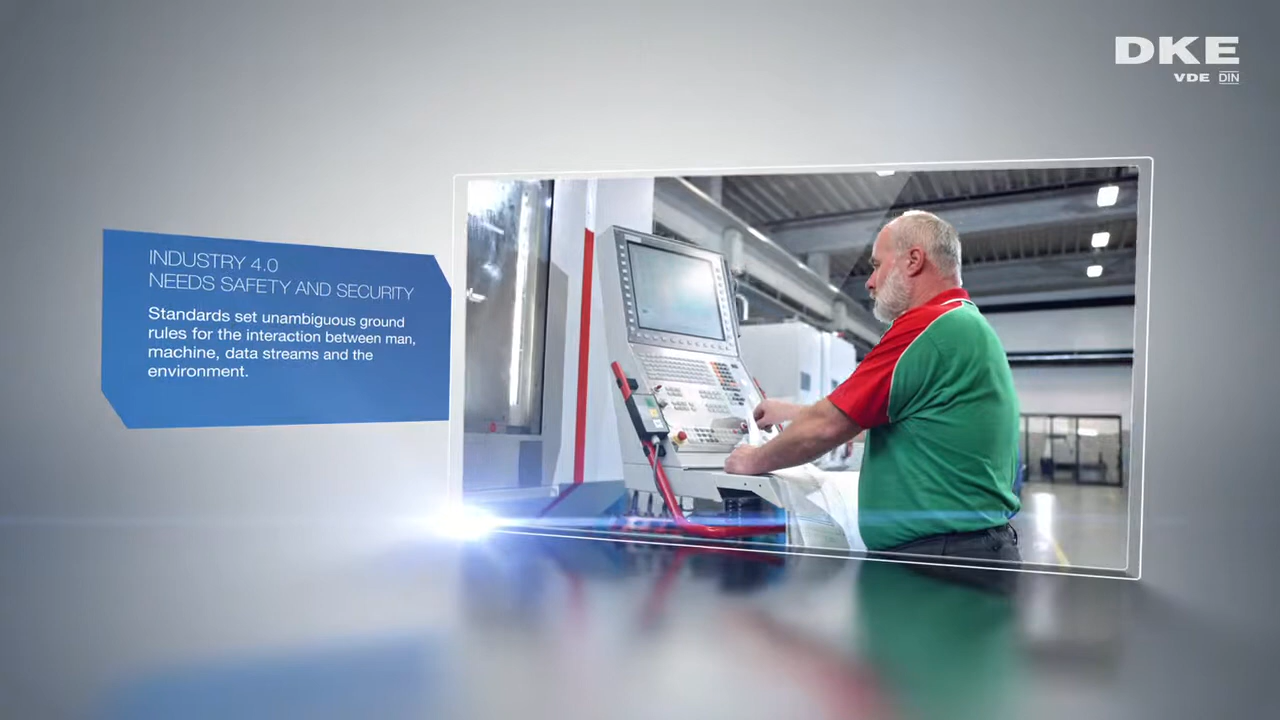 DKE
VDE DIN
INDUSTRY 4.0
NEEDS SAFETY AND SECURITY
Standards set unambiguous ground
rules for the interaction between man,
machine, data streams and the
environment.